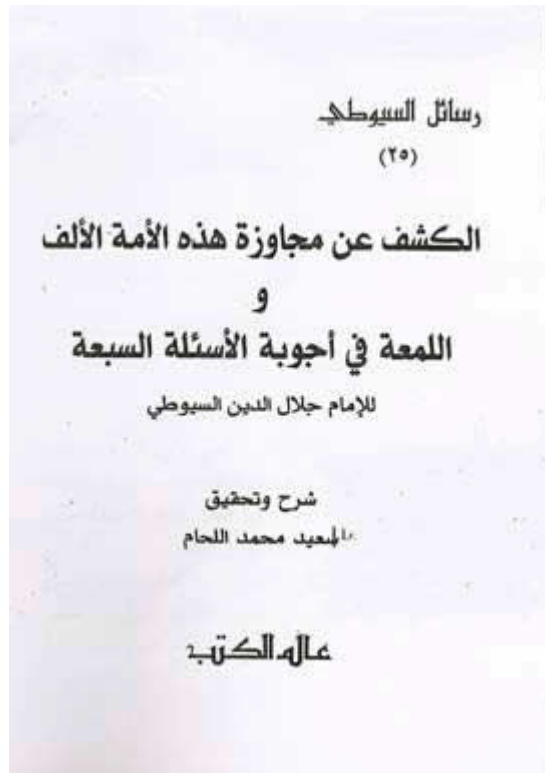 رسائل السيوطي
(٢٥)
الكشف عن مجاوزة هذه الأمة الألف
و
اللمعة في أجوبة الأسئلة السبعة
للإمام جلال الدين السيوطي
شرح وتحقيق
محمد اللحام
عالم الكتب